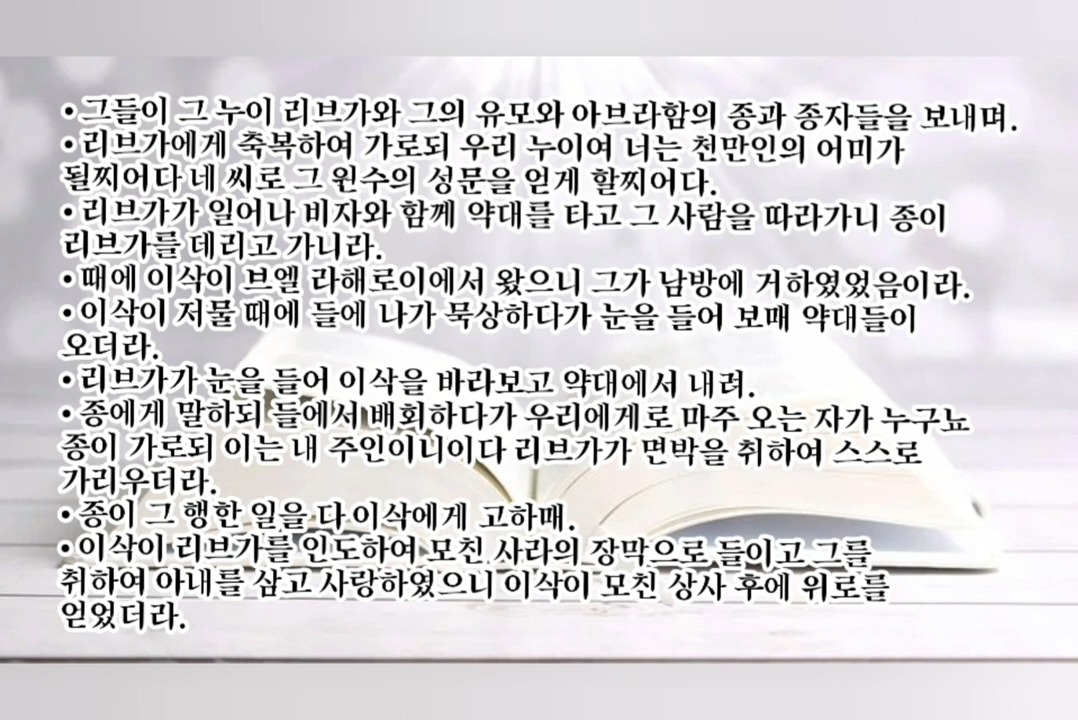 • 그들이 그 누이 리브가와 그의 유모와 아브라함의 종과 종자들을 보내며.
• 리브가에게 축복하여 가로되 우리 누이여 너는 천만인의 어미가
될찌어다 네 씨로 그 원수의 성문을 얻게 할찌어다.
• 리브가가 일어나 비자와 함께 약대를 타고 그 사람을 따라가니 종이
리브가를 데리고 가니라.
• 때에 이삭이 브엘 라해로이에서 왔으니 그가 남방에 거하였었음이라.
• 이삭이 저물 때에 들에 나가 묵상하다가 눈을 들어 보매 약대들이
오더라.
• 리브가가 눈을 들어 이삭을 바라보고 약대에서 내려.
• 종에게 말하되 들에서 배회하다가 우리에게로 마주 오는 자가 누구뇨
종이 가로되 이는 내 주인이니이다 리브가가 면박을 취하여 스스로
가리우더라.
• 종이 그 행한 일을 다 이삭에게 고하매.
• 이삭이 리브가를 인도하여 모친 사라의 장막으로 들이고 그를
취하여 아내를 삼고 사랑하였으니 이삭이 모친 상사 후에 위로를
얻었더라.